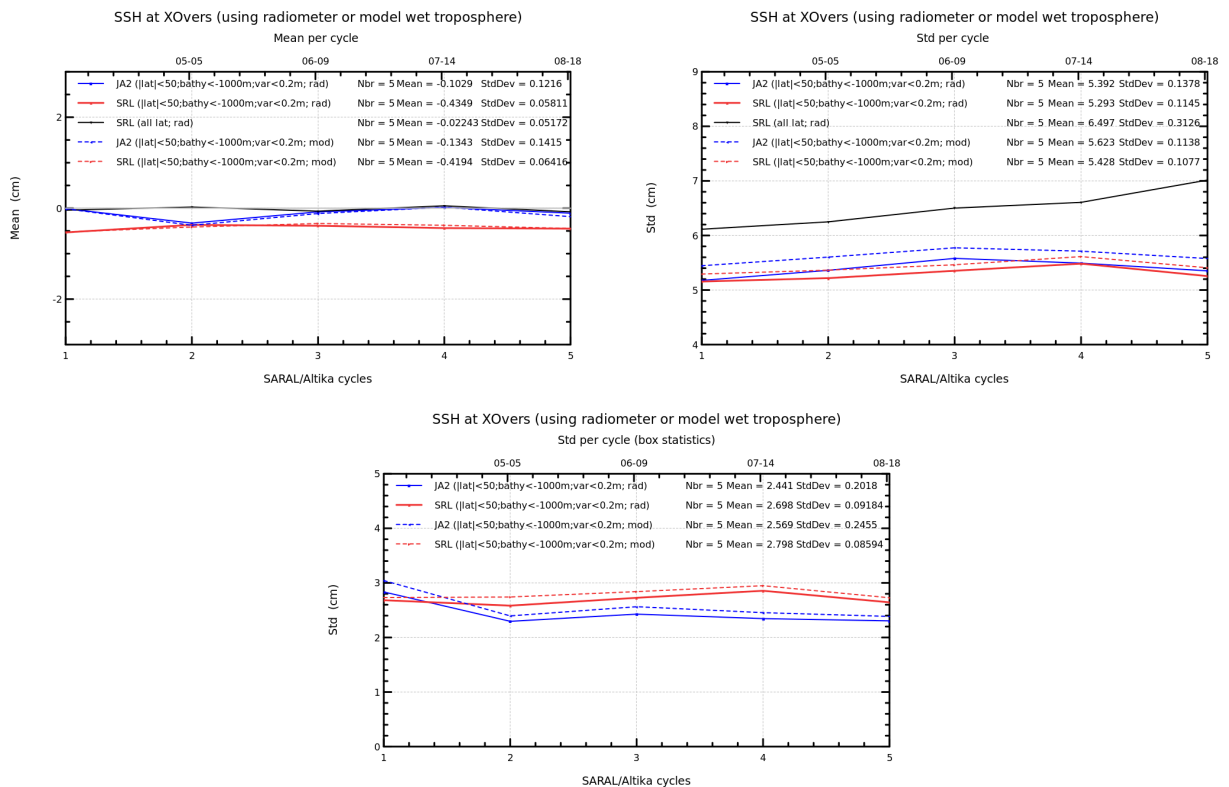 SSH at XOvers (using radiometer or model wet troposphere)
Mean per cycle
05-05 06-09 07-14 08-18
JA2 (|lat|<50;bathy<-1000m;var<0.2m; rad) Nbr = 5 Mean = -0.1029 StdDev = 0.1216
SRL (|lat|<50;bathy<-1000m;var<0.2m; rad) Nbr = 5 Mean = -0.4349 StdDev = 0.05811
SRL (all lat; rad) Nbr = 5 Mean = -0.02243 StdDev = 0.05172
JA2 (|lat|<50;bathy<-1000m;var<0.2m; mod) Nbr = 5 Mean = -0.1343 StdDev = 0.1415
SRL (|lat|<50;bathy<-1000m;var<0.2m; mod) Nbr = 5 Mean = -0.4194 StdDev = 0.06416
2
0
-2
Mean (cm)
1 2 3 4 5
SARAL/Altika cycles
SSH at XOvers (using radiometer or model wet troposphere)
Std per cycle
05-05 06-09 07-14 08-18
JA2 (|lat|<50;bathy<-1000m;var<0.2m; rad) Nbr = 5 Mean = 5.392 StdDev = 0.1378
SRL (|lat|<50;bathy<-1000m;var<0.2m; rad) Nbr = 5 Mean = 5.293 StdDev = 0.1145
SRL (all lat; rad) Nbr = 5 Mean = 6.497 StdDev = 0.3126
JA2 (|lat|<50;bathy<-1000m;var<0.2m; mod) Nbr = 5 Mean = 5.623 StdDev = 0.1138
SRL (|lat|<50;bathy<-1000m;var<0.2m; mod) Nbr = 5 Mean = 5.428 StdDev = 0.1077
9
8
7
6
5
4
Std (cm)
1 2 3 4 5
SARAL/Altika cycles
SSH at XOvers (using radiometer or model wet troposphere)
Std per cycle (box statistics)
05-05 06-09 07-14 08-18
JA2 (|lat|<50;bathy<-1000m;var<0.2m; rad) Nbr = 5 Mean = 2.441 StdDev = 0.2018
SRL (|lat|<50;bathy<-1000m;var<0.2m; rad) Nbr = 5 Mean = 2.698 StdDev = 0.09184
JA2 (|lat|<50;bathy<-1000m;var<0.2m; mod) Nbr = 5 Mean = 2.569 StdDev = 0.2455
SRL (|lat|<50;bathy<-1000m;var<0.2m; mod) Nbr = 5 Mean = 2.798 StdDev = 0.08594
5
4
3
2
1
0
Std (cm)
1 2 3 4 5
SARAL/Altika cycles